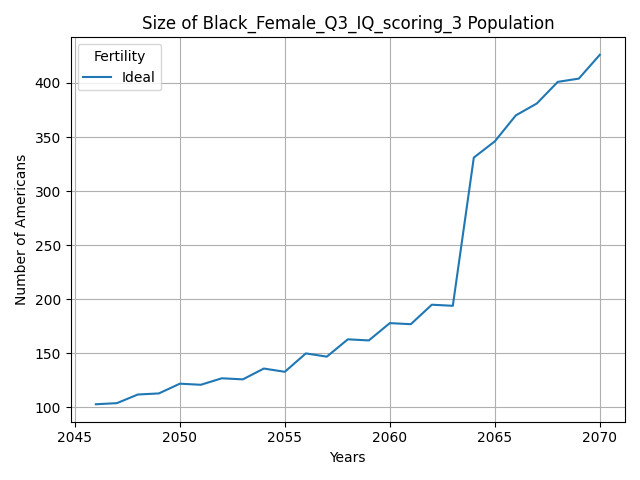 Size of Black_Female_Q3_IQ_scoring_3 Population
Fertility
Ideal
Number of Americans
400
350
300
250
200
150
100
2045 2050 2055 2060 2065 2070
Years